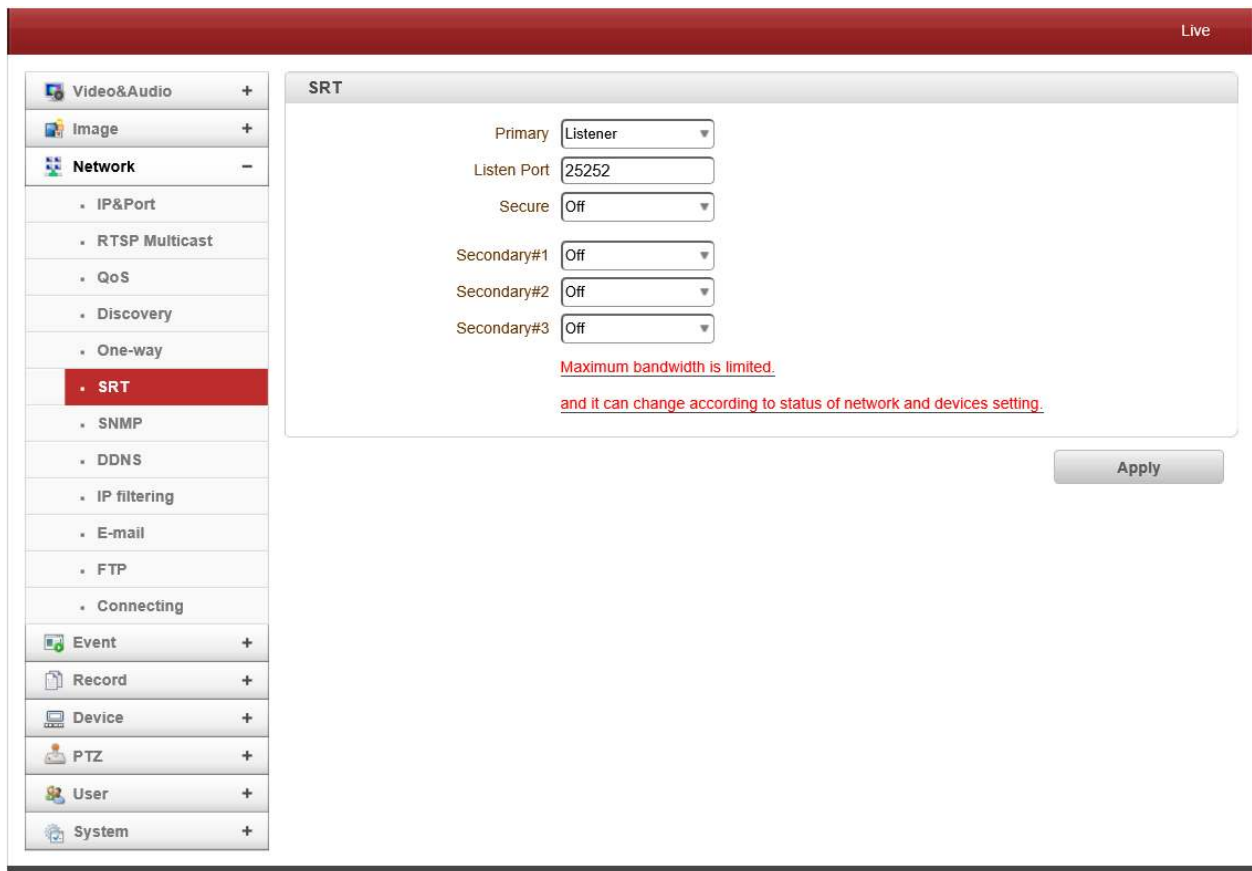 Live
Video&Audio +
Image +
Network −
IP&Port
RTSP Multicast
QoS
Discovery
One-way
SRT
SNMP
DDNS
IP filtering
E-mail
FTP
Connecting
Event +
Record +
Device +
PTZ +
User +
System +
SRT
Primary Listener
Listen Port 25252
Secure Off
Secondary#1 Off
Secondary#2 Off
Secondary#3 Off
Maximum bandwidth is limited.
and it can change according to status of network and devices setting.
Apply